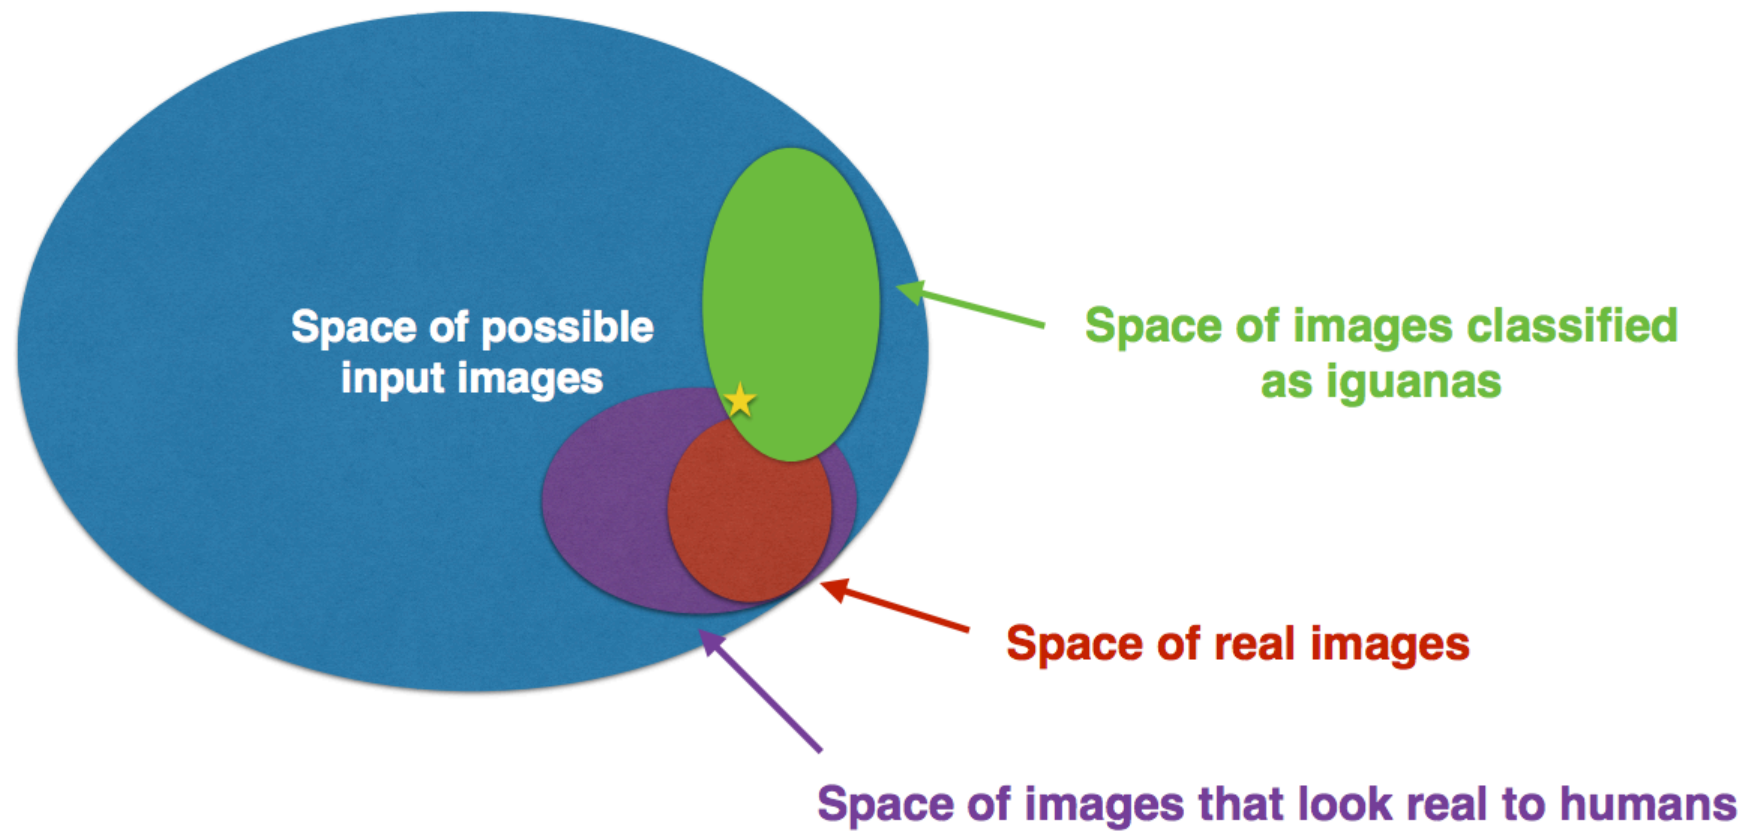 Space of possible
input images
Space of images classified
as iguanas
Space of real images
Space of images that look real to humans